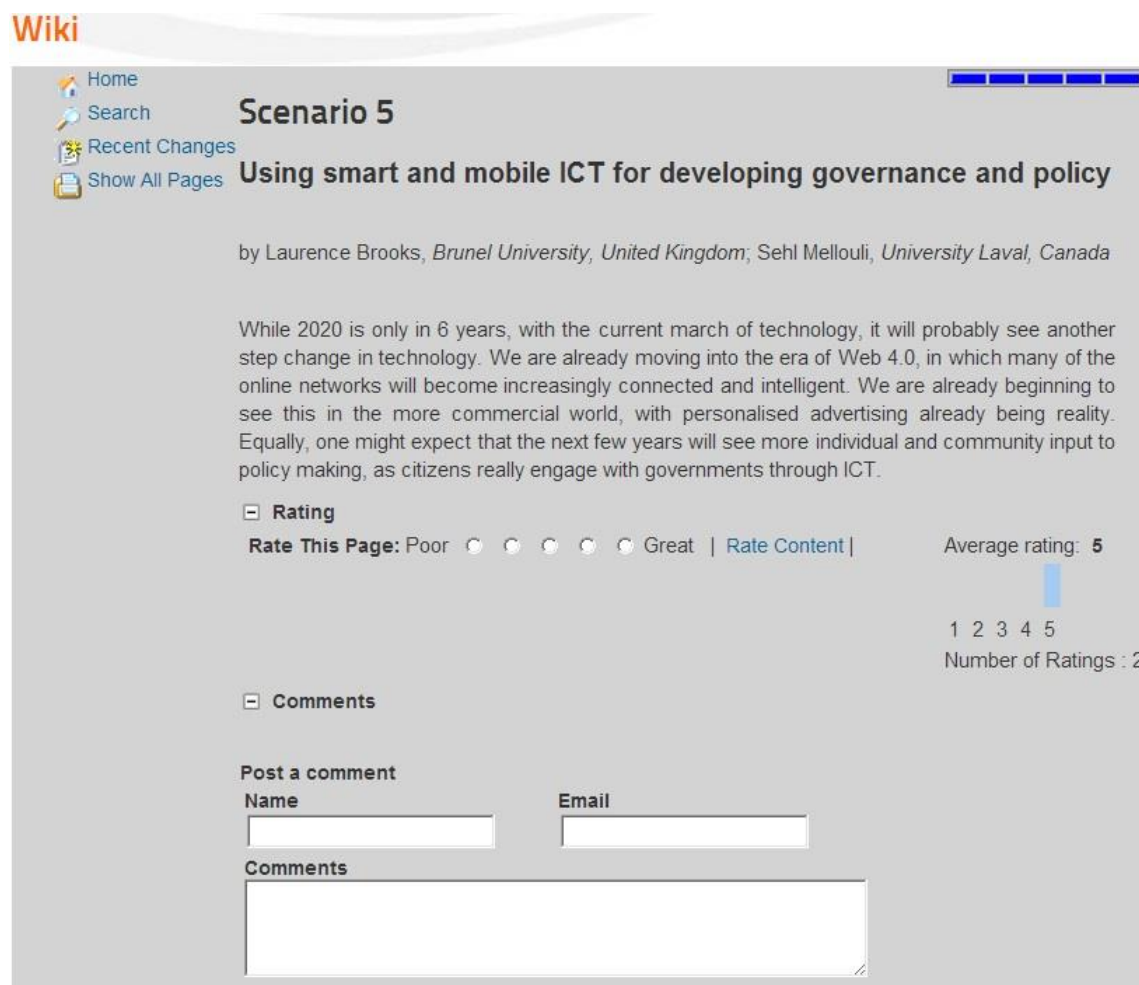 Wiki
Home
Search
Recent Changes
Show All Pages
Scenario 5
Using smart and mobile ICT for developing governance and policy
by Laurence Brooks, Brunel University, United Kingdom; Sehl Mellouli, University Laval, Canada
While 2020 is only in 6 years, with the current march of technology, it will probably see another
step change in technology. We are already moving into the era of Web 4.0, in which many of the
online networks will become increasingly connected and intelligent. We are already beginning to
see this in the more commercial world, with personalised advertising already being reality.
Equally, one might expect that the next few years will see more individual and community input to
policy making, as citizens really engage with governments through ICT.
Rating
Rate This Page: Poor Great | Rate Content | Average rating: 5
1 2 3 4 5
Number of Ratings : 2
Comments
Post a comment
Name Email
Comments